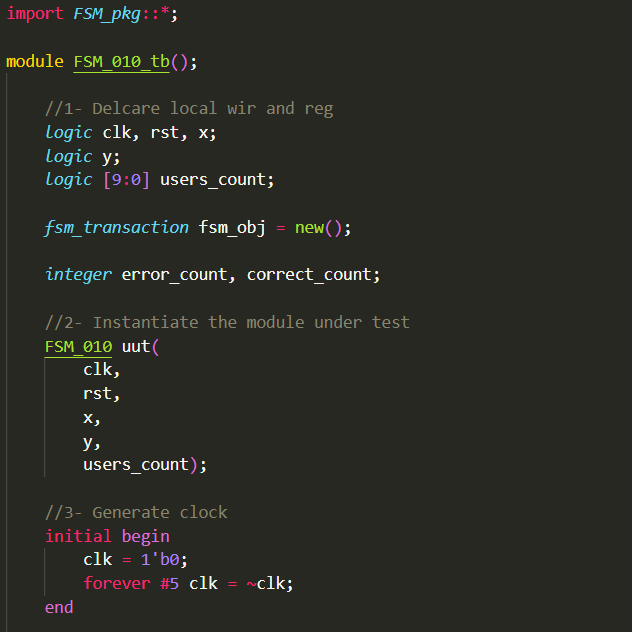 import FSM_pkg::*;
module FSM_010_tb();
//1- Delcare local wir and reg
logic clk, rst, x;
logic y;
logic [9:0] users_count;
fsm_transaction fsm_obj = new();
integer error_count, correct_count;
//2- Instantiate the module under test
FSM_010 uut(
clk,
rst,
x,
y,
users_count);
//3- Generate clock
initial begin
clk = 1'b0;
forever #5 clk = ~clk;
end